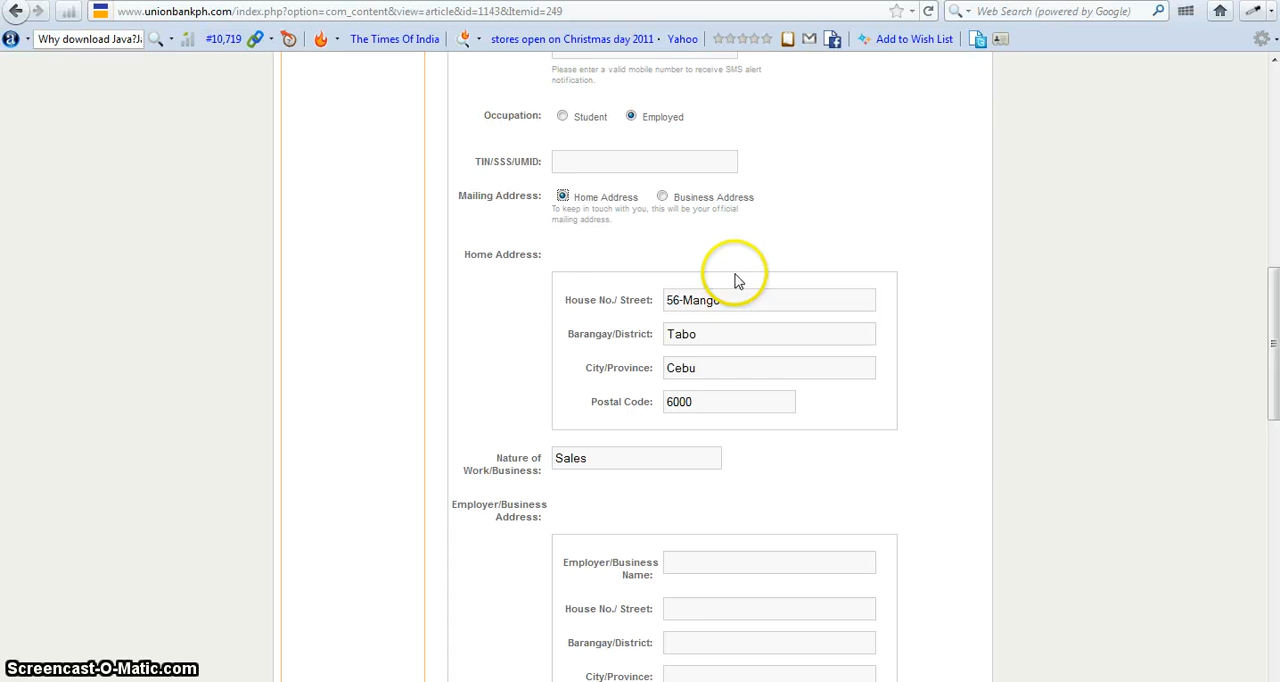 www.unionbankph.com/index.php?option=com_content&view=article&id=1143&Itemid=249
Web Search (powered by Google)
Why download Java?Ja
#10,719
The Times Of India
stores open on Christmas day 2011 · Yahoo
Add to Wish List
Please enter a valid mobile number to receive SMS alert
notification.
Occupation: Student Employed
TIN/SSS/UMID:
Mailing Address: Home Address Business Address
To keep in touch with you, this will be your official
mailing address.
Home Address:
House No./ Street: 56-Mango
Barangay/District: Tabo
City/Province: Cebu
Postal Code: 6000
Nature of
Work/Business: Sales
Employer/Business
Address:
Employer/Business
Name:
House No./ Street:
Barangay/District:
City/Province:
Screencast-O-Matic.com